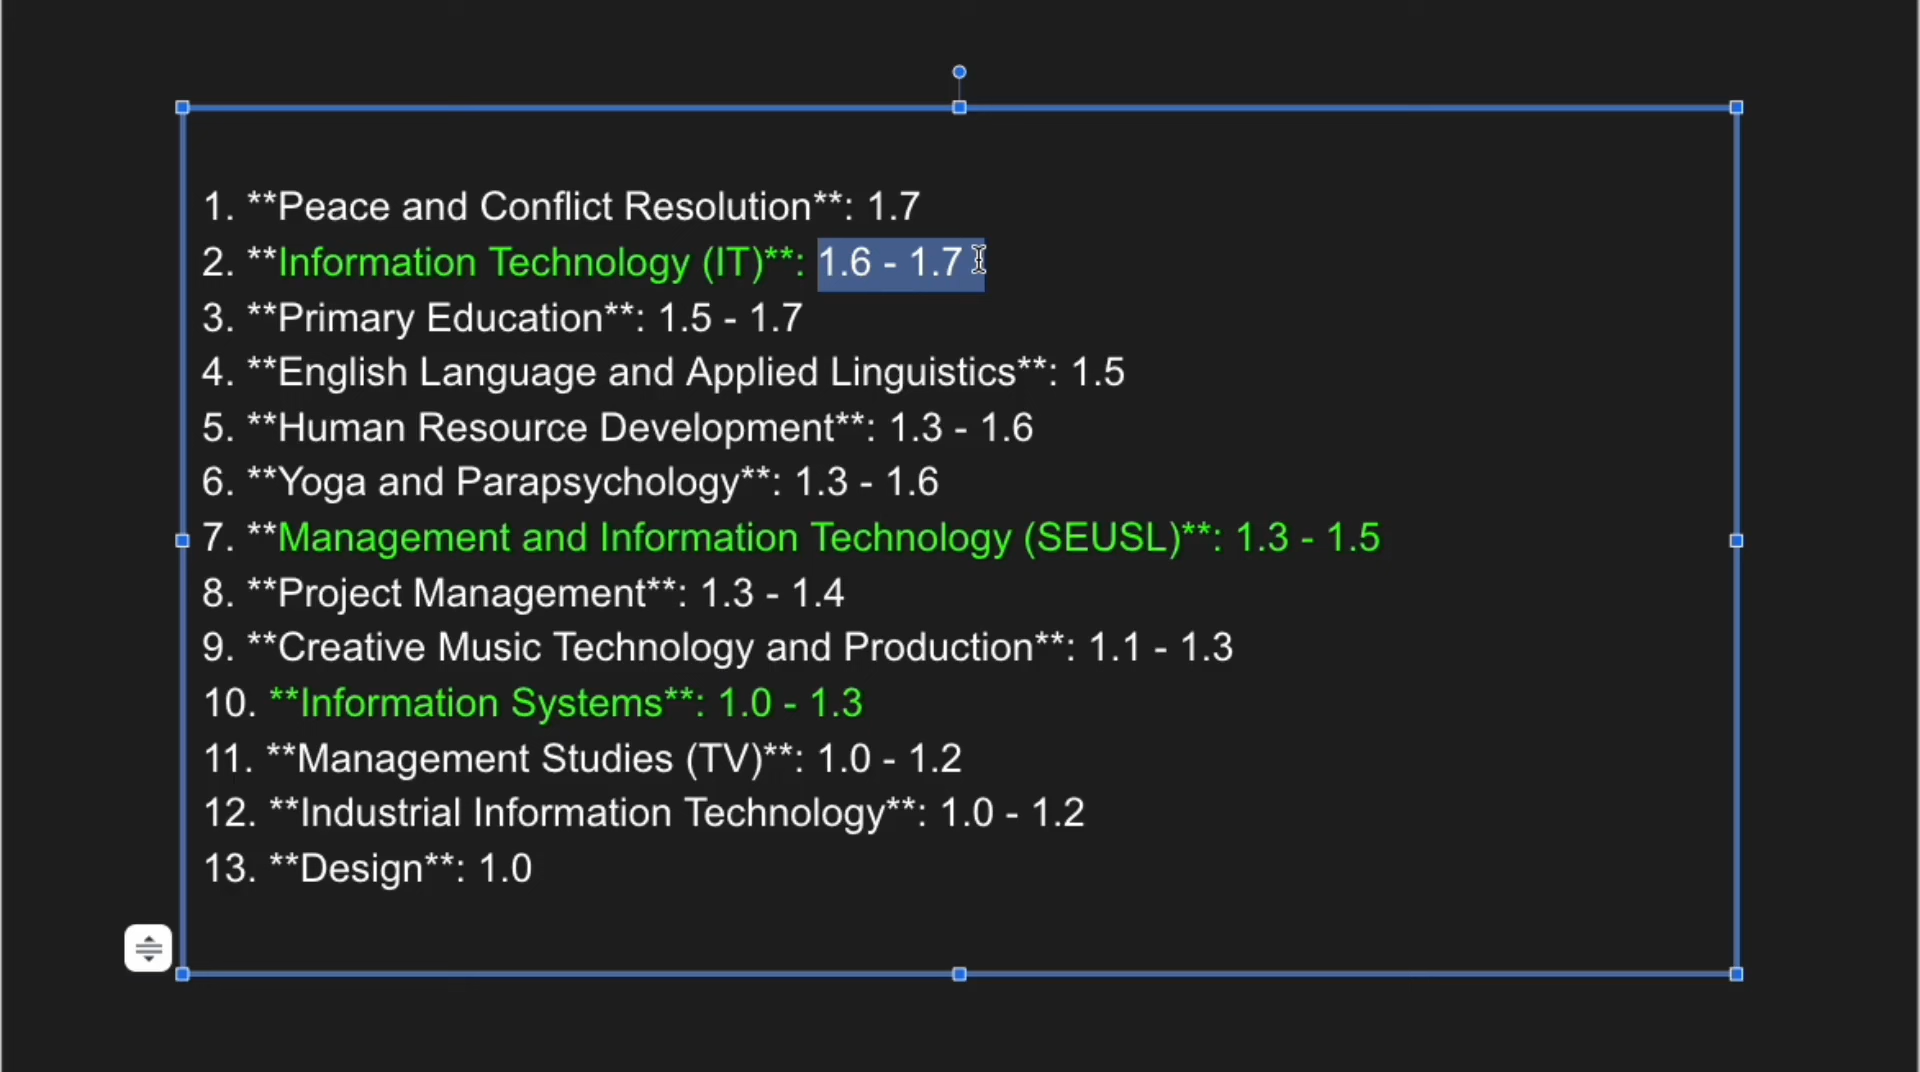 1. **Peace and Conflict Resolution**: 1.7
2. **Information Technology (IT)**: 1.6 - 1.7
3. **Primary Education**: 1.5 - 1.7
4. **English Language and Applied Linguistics**: 1.5
5. **Human Resource Development**: 1.3 - 1.6
6. **Yoga and Parapsychology**: 1.3 - 1.6
7. **Management and Information Technology (SEUSL)**: 1.3 - 1.5
8. **Project Management**: 1.3 - 1.4
9. **Creative Music Technology and Production**: 1.1 - 1.3
10. **Information Systems**: 1.0 - 1.3
11. **Management Studies (TV)**: 1.0 - 1.2
12. **Industrial Information Technology**: 1.0 - 1.2
13. **Design**: 1.0